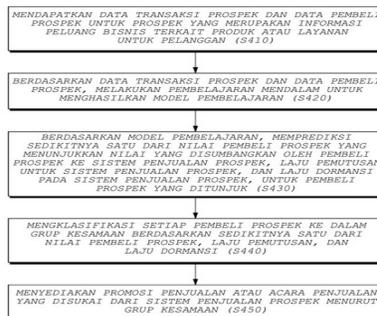 MENDAPATKAN DATA TRANSAKSI PROSPEK DAN DATA PEMBELI
PROSPEK UNTUK PROSPEK YANG MERUPAKAN INFORMASI
PELUANG BISNIS TERKAIT PRODUK ATAU LAYANAN
UNTUK PELANGGAN (S410)
BERDASARKAN DATA TRANSAKSI PROSPEK DAN DATA PEMBELI
PROSPEK, MELAKUKAN PEMBELAJARAN MENDALAM UNTUK
MENGHASILKAN MODEL PEMBELAJARAN (S420)
BERDASARKAN MODEL PEMBELAJARAN, MEMPREDIKSI
SEDIKITNYA SATU DARI NILAI PEMBELI PROSPEK YANG
MENUNJUKKAN NILAI YANG DISUMBANGKAN OLEH PEMBELI
PROSPEK KE SISTEM PENJUALAN PROSPEK, LAJU PEMUTUSAN
UNTUK SISTEM PENJUALAN PROSPEK, DAN LAJU DORMANSI
PADA SISTEM PENJUALAN PROSPEK, UNTUK PEMBELI
PROSPEK YANG DITUNJUK (S430)
MENGKLASIFIKASI SETIAP PEMBELI PROSPEK KE DALAM
GRUP KESAMAAN BERDASARKAN SEDIKITNYA SATU DARI
NILAI PEMBELI PROSPEK, LAJU PEMUTUSAN, DAN
LAJU DORMANSI (S440)
MENYEDIAKAN PROMOSI PENJUALAN ATAU ACARA PENJUALAN
YANG DISUKAI DARI SISTEM PENJUALAN PROSPEK MENURUT
GRUP KESAMAAN (S450)